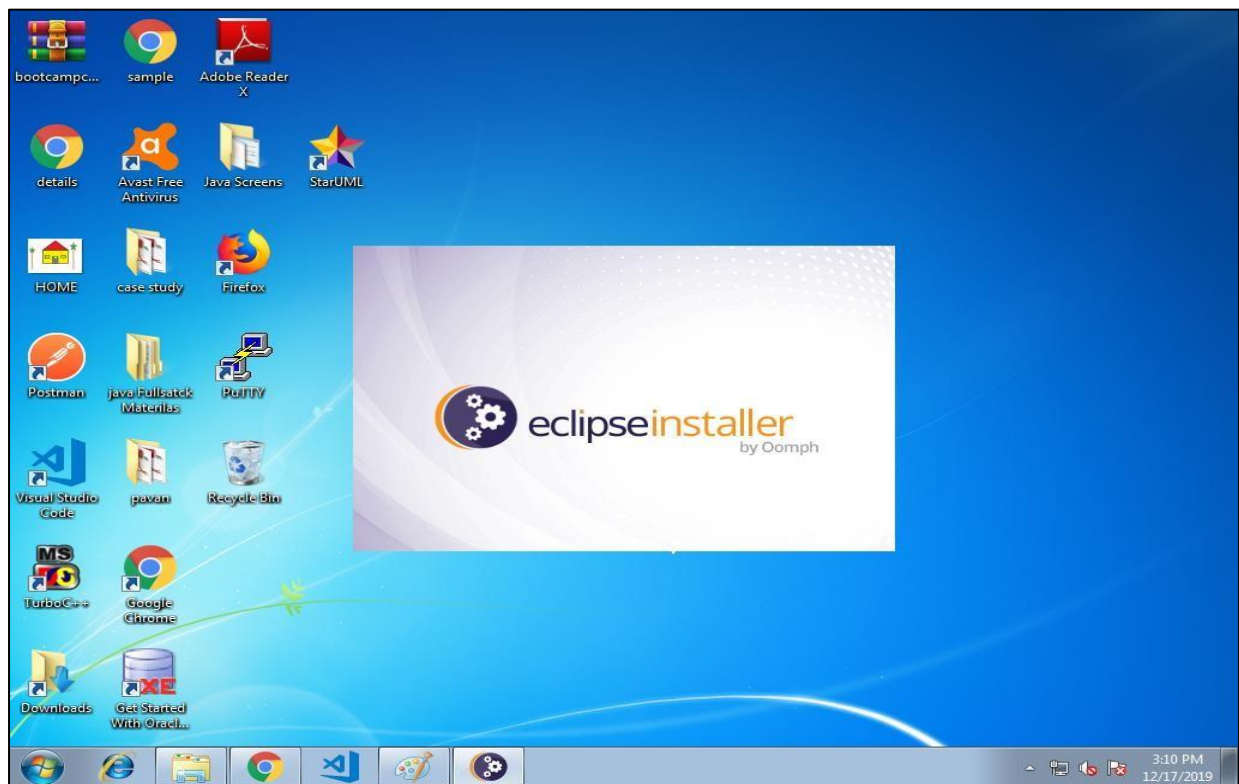 bootcampc...
sample
Adobe Reader
X
details
Avast Free
Antivirus
Java Screens
StarUML
HOME
case study
Firefox
Postman
java Fullsatck
Materilas
PuTTY
eclipseinstaller
by Oomph
Visual Studio
Code
pavan
Recycle Bin
MS
TurboC++
Google
Chrome
Downloads
XE
Get Started
With Oracl...
3:10 PM
12/17/2019